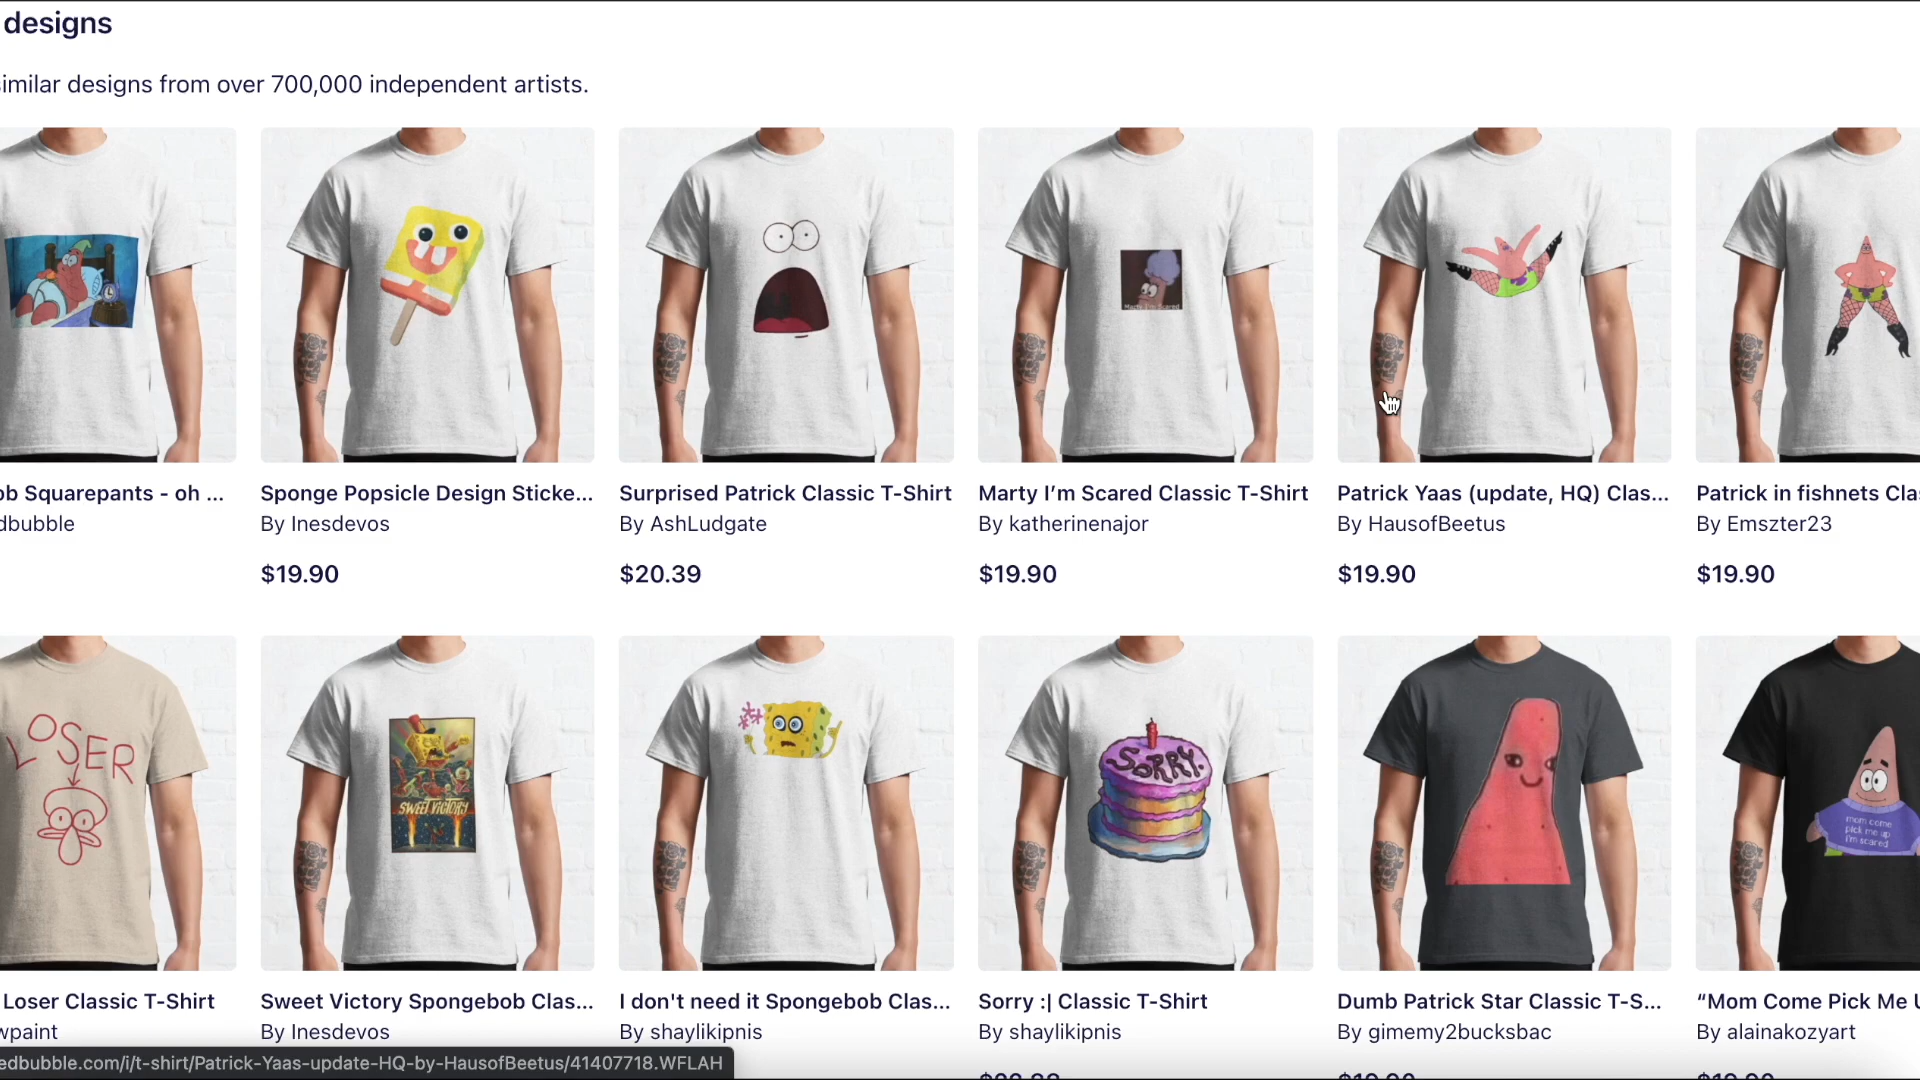 designs
similar designs from over 700,000 independent artists.
Marty I'm Scared
ob Squarepants - oh ...
dbubble
Sponge Popsicle Design Sticke...
By Inesdevos
$19.90
Surprised Patrick Classic T-Shirt
By AshLudgate
$20.39
Marty I’m Scared Classic T-Shirt
By katherinenajor
$19.90
Patrick Yaas (update, HQ) Clas...
By HausofBeetus
$19.90
Patrick in fishnets Cla
By Emszter23
$19.90
LOSER
SWEET VICTORY
SORRY.
mom come
pick me up
I'm scared
Loser Classic T-Shirt
wpaint
Sweet Victory Spongebob Clas...
By Inesdevos
I don't need it Spongebob Clas...
By shaylikipnis
Sorry :| Classic T-Shirt
By shaylikipnis
Dumb Patrick Star Classic T-S...
By gimemy2bucksbac
“Mom Come Pick Me U
By alainakozyart
edbubble.com/i/t-shirt/Patrick-Yaas-update-HQ-by-HausofBeetus/41407718.WFLAH